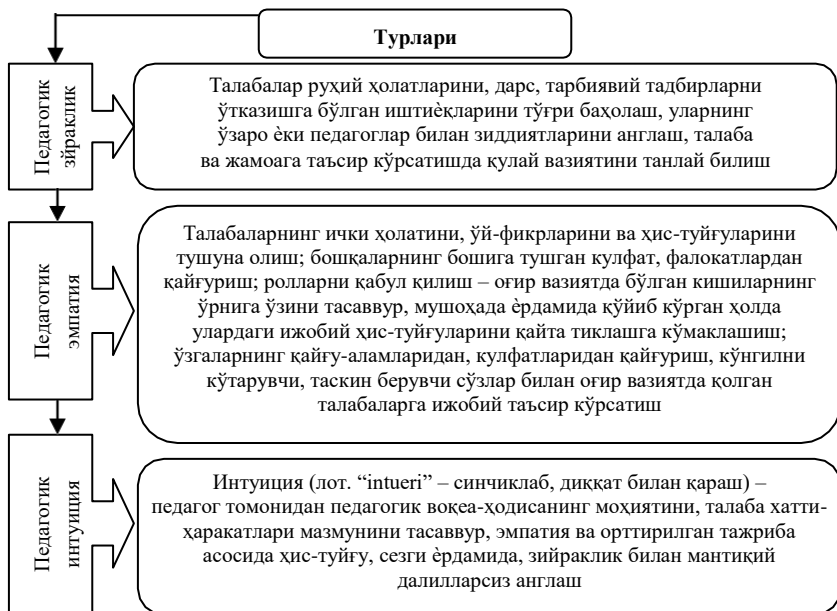 Турлари
Педагогик
зйраклик
Талабалар руҳий ҳолатларини, дарс, тарбиявий тадбирларни
ўтказишга бўлган иштиѐқларини тўғри баҳолаш, уларнинг
ўзаро ѐки педагоглар билан зиддиятларини англаш, талаба
ва жамоага таъсир кўрсатишда қулай вазиятини танлай билиш
Педагогик
эмпатия
Талабаларнинг ички ҳолатини, ўй-фикрларини ва ҳис-туйғуларини
тушуна олиш; бошқаларнинг бошига тушган кулфат, фалокатлардан
қайғуриш; ролларни қабул қилиш – оғир вазиятда бўлган кишиларнинг
ўрнига ўзини тасаввур, мушоҳада ѐрдамида қўйиб кўрган ҳолда
улардаги ижобий ҳис-туйғуларини қайта тиклашга кўмаклашиш;
ўзгаларнинг қайғу-аламларидан, кулфатларидан қайғуриш, кўнгилни
кўтарувчи, таскин берувчи сўзлар билан оғир вазиятда қолган
талабаларга ижобий таъсир кўрсатиш
Педагогик
интуиция
Интуиция (лот. “intueri” – синчиклаб, диққат билан қараш) –
педагог томонидан педагогик воқеа-ҳодисанинг моҳиятини, талаба хатти-
ҳаракатлари мазмунини тасаввур, эмпатия ва орттирилган тажриба
асосида ҳис-туйғу, сезги ѐрдамида, зийраклик билан мантиқий
далилларсиз англаш